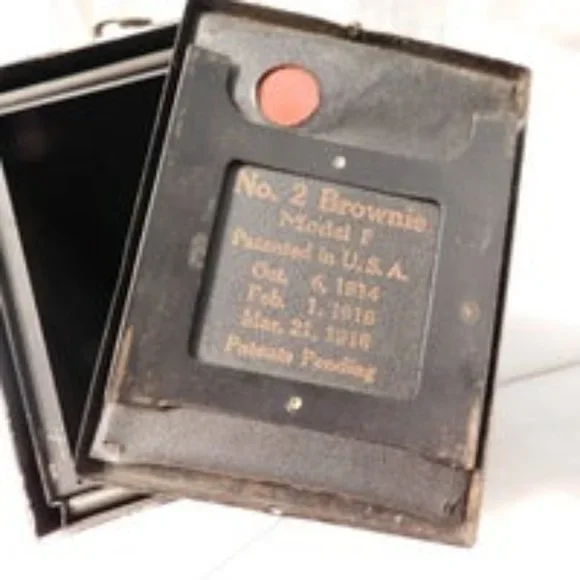 No. 2 Brownie
Model F
Patented in U.S.A.
Oct. 6, 1914
Feb. 1, 1916
Mar. 21, 1916
Patents Pending